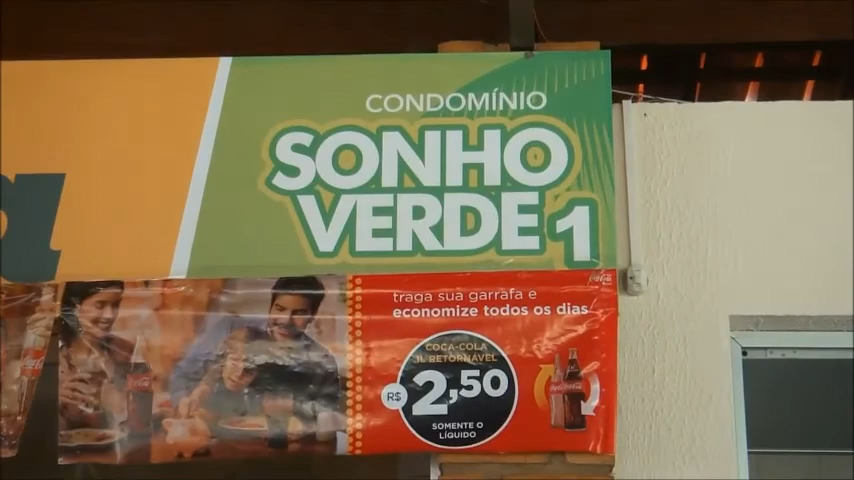 CONDOMÍNIO
SONHO
VERDE 1
a
traga sua garrafa e
economize todos os dias
COCA-COLA
1L RETORNÁVEL
R$ 2,50
SOMENTE O
LÍQUIDO